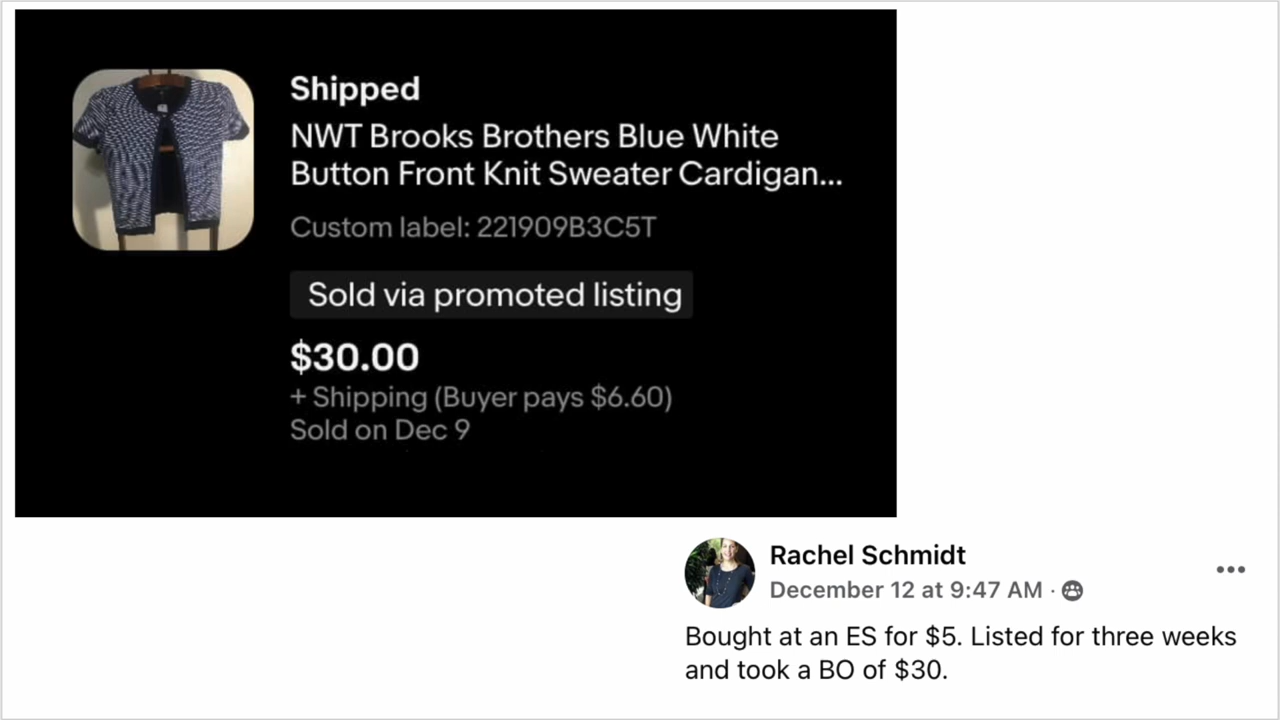 Shipped
NWT Brooks Brothers Blue White
Button Front Knit Sweater Cardigan...
Custom label: 221909B3C5T
Sold via promoted listing
$30.00
+ Shipping (Buyer pays $6.60)
Sold on Dec 9
Rachel Schmidt
December 12 at 9:47 AM ·
Bought at an ES for $5. Listed for three weeks
and took a BO of $30.